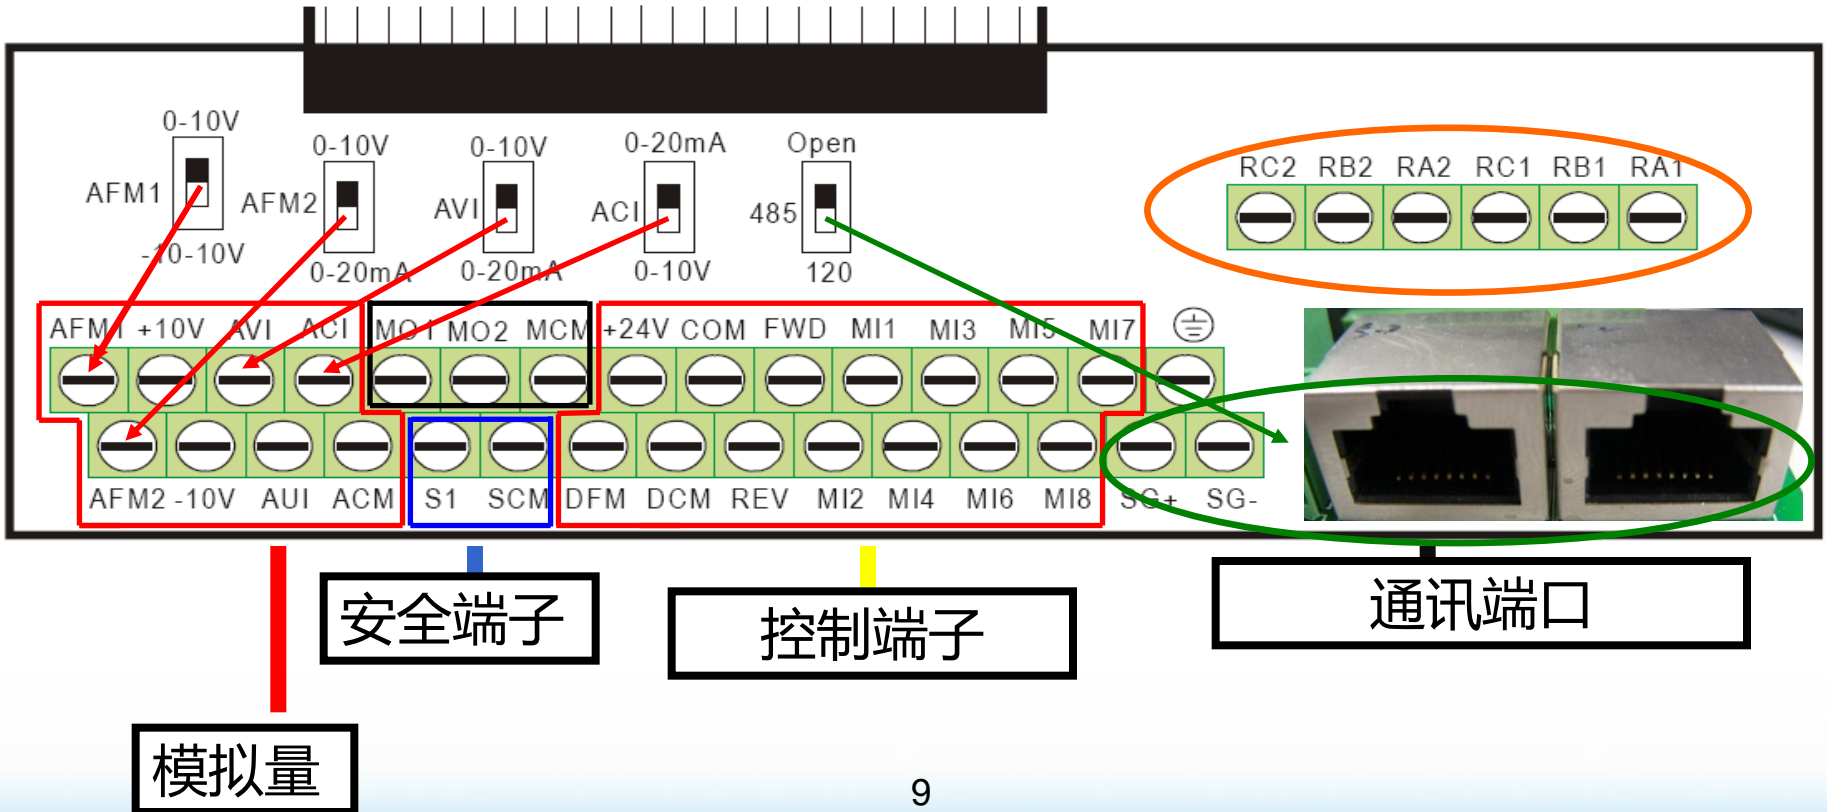 0-10V
0-10V
0-10V
0-20mA
Open
AFM1
AFM2
AVI
ACI
485
-10-10V
0-20mA
0-20mA
0-10V
120
RC2 RB2 RA2 RC1 RB1 RA1
AFM1 +10V AVI ACI MO1 MO2 MCM +24V COM FWD MI1 MI3 MI5 MI7
AFM2 -10V AUI ACM S1 SCM DFM DCM REV MI2 MI4 MI6 MI8 SG+ SG-
安全端子
控制端子
通讯端口
模拟量
9